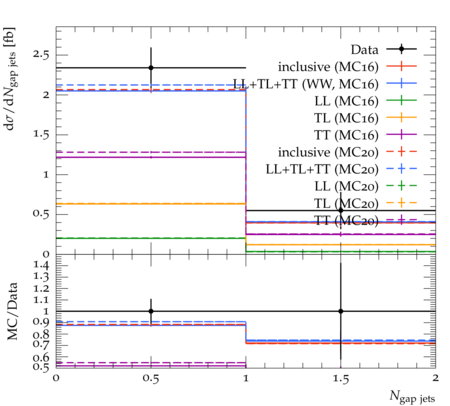 dσ/dNgap jets [fb]
2.5
2
1.5
1
0.5
0
Data
inclusive (MC16)
LL+TL+TT (WW, MC16)
LL (MC16)
TL (MC16)
TT (MC16)
inclusive (MC20)
LL+TL+TT (MC20)
LL (MC20)
TL (MC20)
TT (MC20)
MC/Data
1.4
1.3
1.2
1.1
1
0.9
0.8
0.7
0.6
0.5
0 0.5 1 1.5 2
Ngap jets